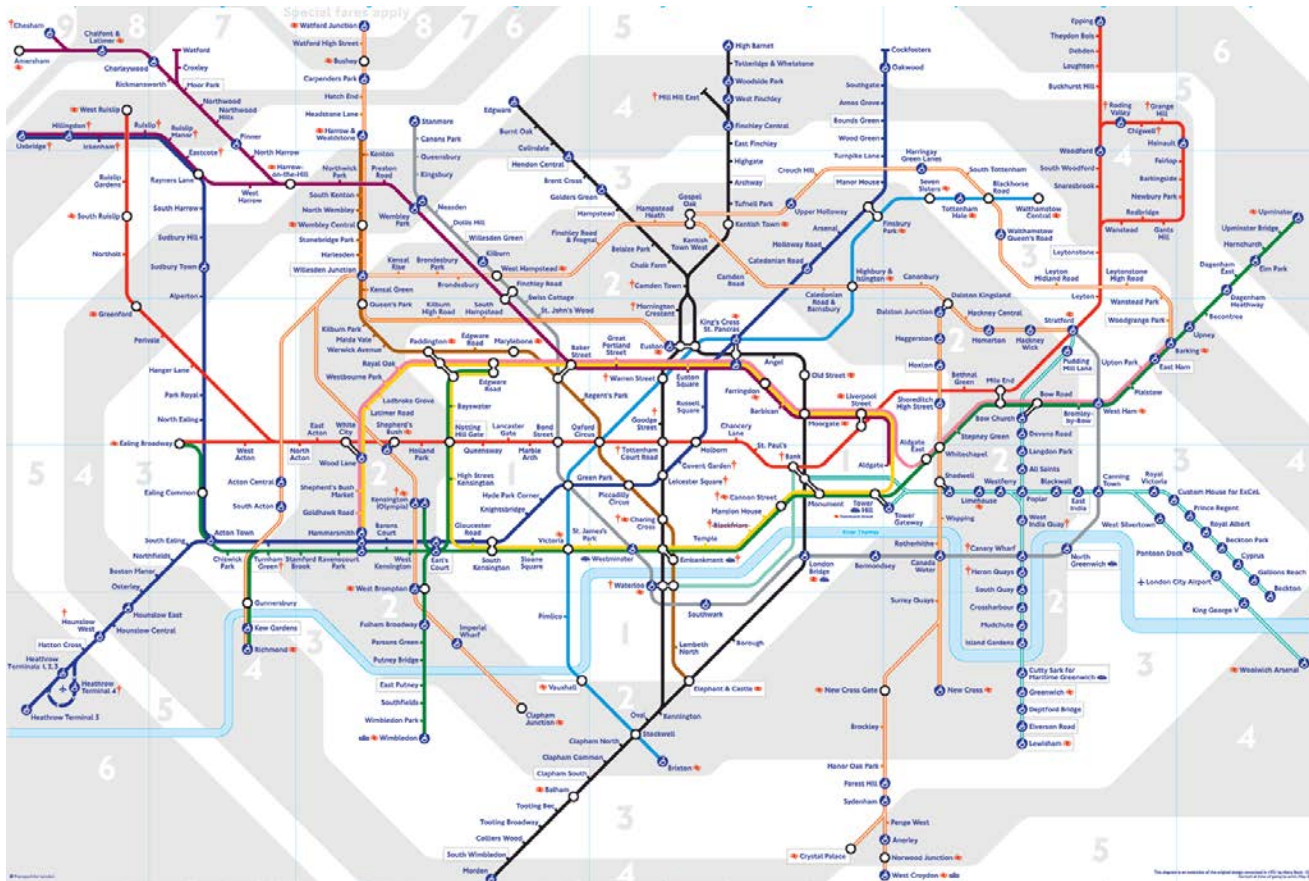 Special fares apply
9
8
7
8
7
6
5
6
Chesham
Chalfont &
Latimer
Amersham
Chorleywood
Rickmansworth
Watford
Croxley
Moor Park
Northwood
Northwood
Hills
Pinner
North Harrow
Harrow-
on-the-Hill
West Ruislip
Hillingdon
Uxbridge
Ickenham
Ruislip
Ruislip
Manor
Eastcote
Rayners Lane
West
Harrow
Ruislip
Gardens
South Ruislip
Northolt
Greenford
Perivale
Hanger Lane
South Harrow
Sudbury Hill
Sudbury Town
Alperton
Park Royal
North Ealing
Ealing Broadway
West
Acton
North
Acton
East
Acton
Ealing Common
Watford Junction
Watford High Street
Bushey
Carpenders Park
Hatch End
Headstone Lane
Harrow &
Wealdstone
Kenton
Northwick
Park
Preston
Road
South Kenton
North Wembley
Wembley Central
Stonebridge Park
Harlesden
Willesden Junction
Kensal Green
Queen's Park
Kilburn Park
Maida Vale
Warwick Avenue
Stanmore
Canons Park
Queensbury
Kingsbury
Wembley
Park
Neasden
Dollis Hill
Willesden Green
Kilburn
West Hampstead
Finchley Road
Swiss Cottage
St. John's Wood
Kensal
Rise
Brondesbury
Park
Brondesbury
Kilburn
High Road
South
Hampstead
Edgware
Burnt Oak
Colindale
Hendon Central
Brent Cross
Golders Green
Hampstead
Belsize Park
Chalk Farm
Camden Town
Mornington
Crescent
Finchley Road
& Frognal
Hampstead
Heath
Gospel
Oak
Kentish
Town West
Camden
Road
Mill Hill East
High Barnet
Totteridge & Whetstone
Woodside Park
West Finchley
Finchley Central
East Finchley
Highgate
Archway
Tufnell Park
Kentish Town
Crouch Hill
Upper Holloway
Cockfosters
Oakwood
Southgate
Arnos Grove
Bounds Green
Wood Green
Turnpike Lane
Manor House
Finsbury
Park
Arsenal
Holloway Road
Caledonian Road
Caledonian
Road &
Barnsbury
Highbury &
Islington
Canonbury
Harringay
Green Lanes
Seven
Sisters
South Tottenham
Tottenham
Hale
Blackhorse
Road
Walthamstow
Central
Walthamstow
Queen's Road
Leyton
Midland Road
Leytonstone
High Road
Wanstead Park
Woodgrange Park
Epping
Theydon Bois
Debden
Loughton
Buckhurst Hill
Roding
Valley
Grange
Hill
Chigwell
Hainault
Fairlop
Barkingside
Newbury Park
Gants
Hill
Redbridge
Wanstead
Woodford
South Woodford
Snaresbrook
Leytonstone
Leyton
Stratford
Upminster
Upminster Bridge
Hornchurch
Elm Park
Dagenham
East
Dagenham
Heathway
Becontree
Upney
Barking
East Ham
Upton Park
Plaistow
West Ham
Dalston Kingsland
Dalston Junction
Hackney
Central
Homerton
Hackney
Wick
Haggerston
Hoxton
Shoreditch
High Street
Pudding
Mill Lane
Mile End
Bethnal
Green
Bow Road
Bow Church
Bromley-
by-Bow
Stepney Green
Whitechapel
Aldgate
East
Aldgate
Paddington
Edgware
Road
Marylebone
Baker
Street
Great
Portland
Street
Euston
King's Cross
St. Pancras
Angel
Old Street
Warren Street
Euston
Square
Farringdon
Barbican
Moorgate
Liverpool
Street
Royal Oak
Westbourne Park
Ladbroke Grove
Latimer Road
Edgware
Road
Bayswater
Regent's Park
Goodge
Street
Russell
Square
Chancery
Lane
St. Paul's
Bank
White
City
Wood Lane
Shepherd's
Bush
Holland
Park
Notting
Hill Gate
Lancaster
Gate
Queensway
Marble
Arch
Bond
Street
Oxford
Circus
Tottenham
Court Road
Holborn
Covent Garden
Leicester Square
Shepherd's Bush
Market
Goldhawk Road
Hammersmith
Kensington
(Olympia)
Barons
Court
High Street
Kensington
Gloucester
Road
Earl's
Court
West
Kensington
South
Kensington
Sloane
Square
Hyde Park Corner
Knightsbridge
Green Park
Piccadilly
Circus
Victoria
St. James's
Park
Westminster
Charing
Cross
Embankment
Temple
Blackfriars
Mansion House
Cannon Street
Monument
Tower
Hill
Tower
Gateway
River Thames
Acton Central
South Acton
Acton Town
South Ealing
Northfields
Boston Manor
Osterley
Hounslow East
Hounslow Central
Hounslow
West
Hatton Cross
Heathrow
Terminals 1, 2, 3
Heathrow
Terminal 4
Heathrow Terminal 5
Chiswick
Park
Turnham
Green
Stamford
Brook
Ravenscourt
Park
Gunnersbury
Kew Gardens
Richmond
West Brompton
Fulham Broadway
Parsons Green
Putney Bridge
East Putney
Southfields
Wimbledon Park
Wimbledon
Imperial
Wharf
Clapham
Junction
Pimlico
Vauxhall
Stockwell
Brixton
Waterloo
Southwark
Lambeth
North
Elephant & Castle
Borough
London
Bridge
Kennington
Oval
Clapham North
Clapham Common
Clapham South
Balham
Tooting Bec
Tooting Broadway
Colliers Wood
South Wimbledon
Morden
Bermondsey
Shadwell
Wapping
Rotherhithe
Canada
Water
Surrey Quays
New Cross Gate
New Cross
Brockley
Honor Oak Park
Forest Hill
Sydenham
Penge West
Crystal Palace
Anerley
Norwood Junction
West Croydon
Limehouse
Westferry
Devons Road
Langdon Park
All Saints
Poplar
Blackwall
East
India
Canning
Town
West
India Quay
Canary Wharf
Heron Quays
South Quay
Crossharbour
Mudchute
Island Gardens
Cutty Sark for
Maritime Greenwich
Greenwich
Deptford Bridge
Elverson Road
Lewisham
North
Greenwich
Royal
Victoria
Custom House for ExCeL
Prince Regent
Royal Albert
Beckton Park
Cyprus
Gallions Reach
Beckton
West Silvertown
Pontoon Dock
London City Airport
King George V
Woolwich Arsenal
5
4
3
2
1
6